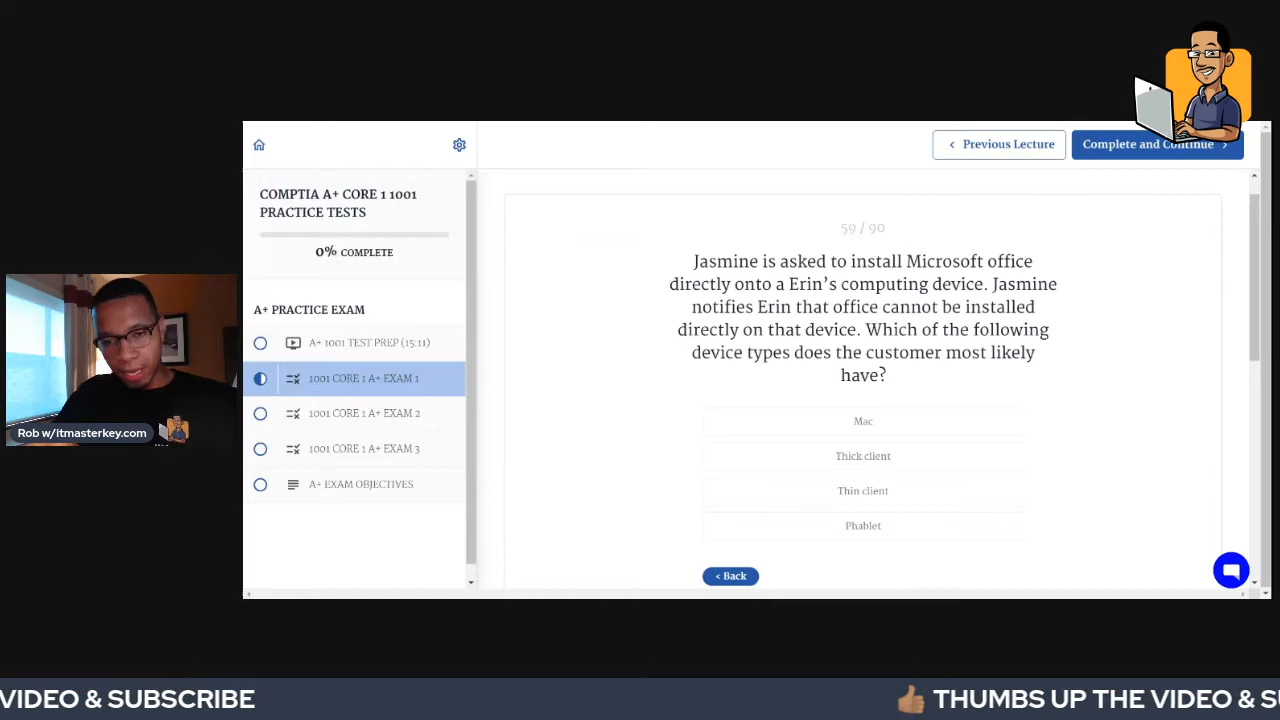 Previous Lecture
Complete and Continue
COMPTIA A+ CORE 1 1001
PRACTICE TESTS
0% COMPLETE
A+ PRACTICE EXAM
A+ 1001 TEST PREP (15:11)
1001 CORE 1 A+ EXAM 1
1001 CORE 1 A+ EXAM 2
1001 CORE 1 A+ EXAM 3
A+ EXAM OBJECTIVES
59 / 90
Jasmine is asked to install Microsoft office
directly onto a Erin's computing device. Jasmine
notifies Erin that office cannot be installed
directly on that device. Which of the following
device types does the customer most likely
have?
Mac
Thick client
Thin client
Phablet
< Back
Rob w/itmasterkey.com
VIDEO & SUBSCRIBE
THUMBS UP THE VIDEO & SU